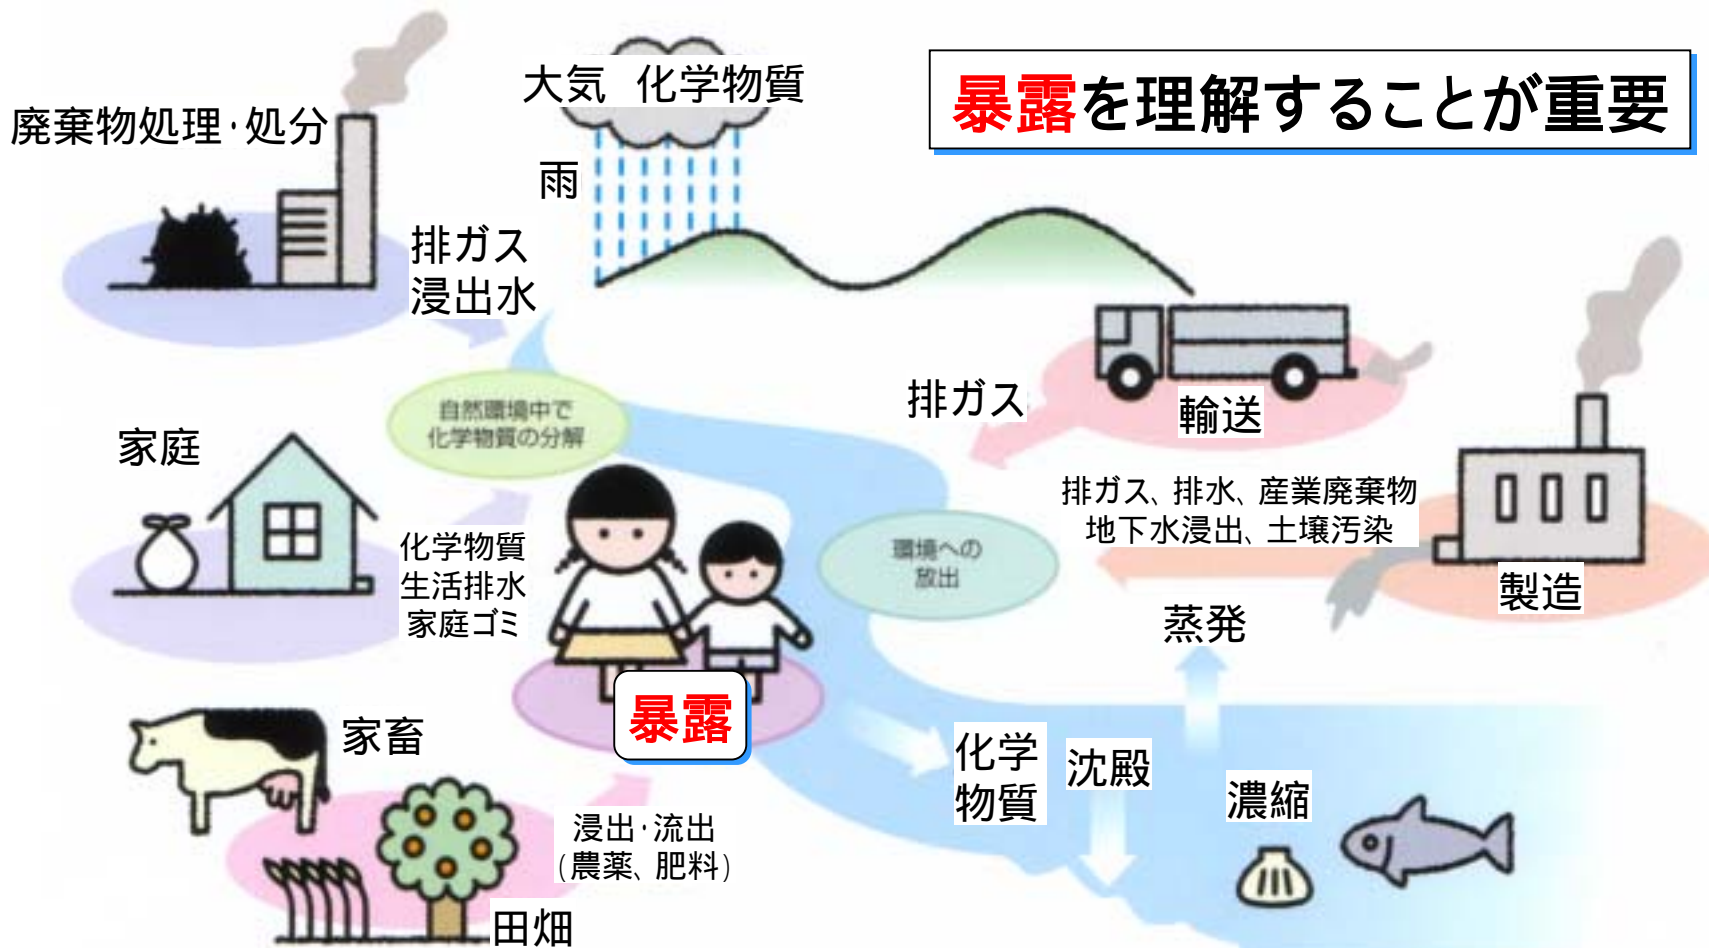 暴露を理解することが重要
大気　化学物質
廃棄物処理・処分
雨
排ガス
浸出水
排ガス
輸送
自然環境中で
化学物質の分解
家庭
排ガス、排水、産業廃棄物
地下水浸出、土壌汚染
化学物質
生活排水
家庭ゴミ
環境への
放出
製造
蒸発
暴露
家畜
化学
物質
沈殿
濃縮
浸出・流出
(農薬、肥料)
田畑